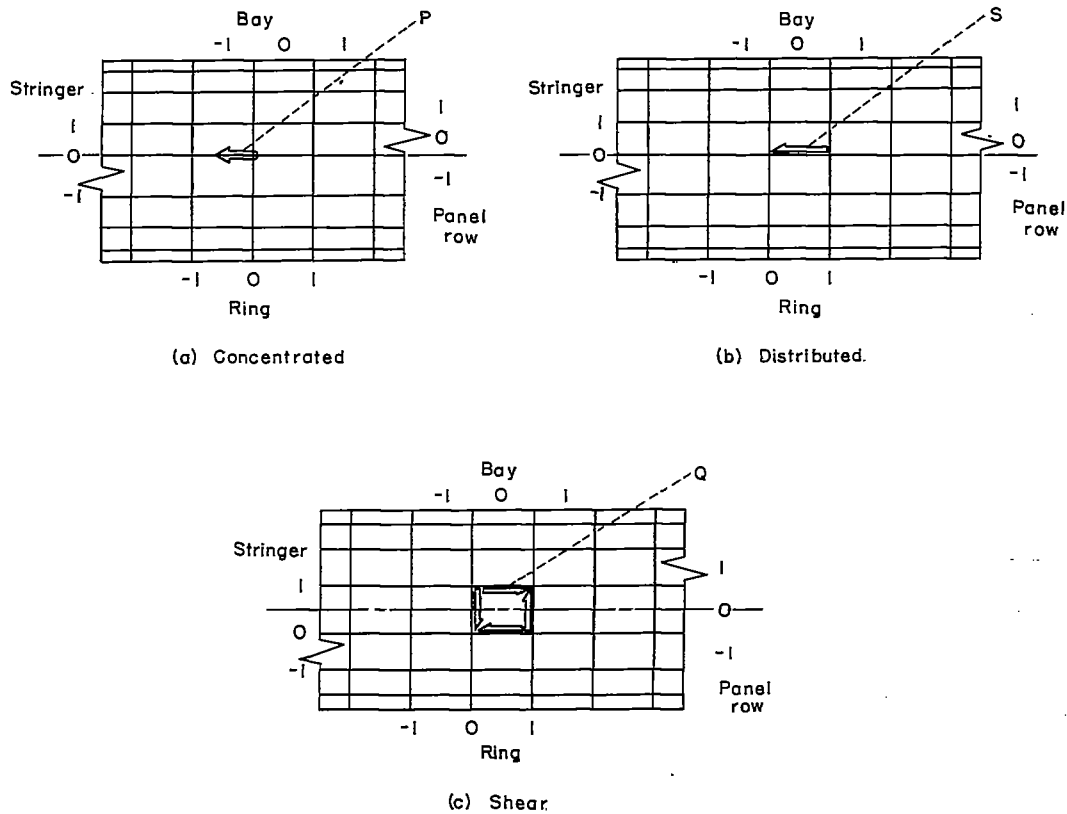 Bay
P
-1 0 1
Stringer
1
0
-1
1
0
-1
Panel
row
-1 0 1
Ring
(a) Concentrated
Bay
S
-1 0 1
Stringer
1
0
-1
1
0
-1
Panel
row
-1 0 1
Ring
(b) Distributed.
Bay
Q
-1 0 1
Stringer
1
0
-1
1
0
-1
Panel
row
-1 0 1
Ring
(c) Shear.